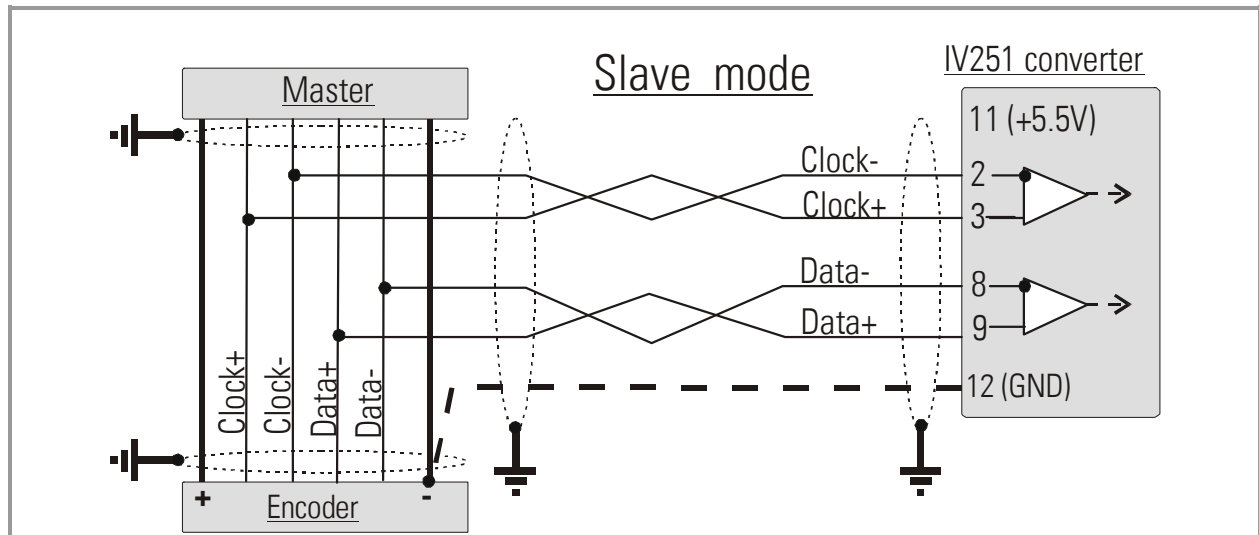 Slave mode
IV251 converter
Master
11 (+5.5V)
Clock-
2
Clock+
3
Data-
8
Data+
9
12 (GND)
Clock+
Clock-
Data+
Data-
+
-
Encoder